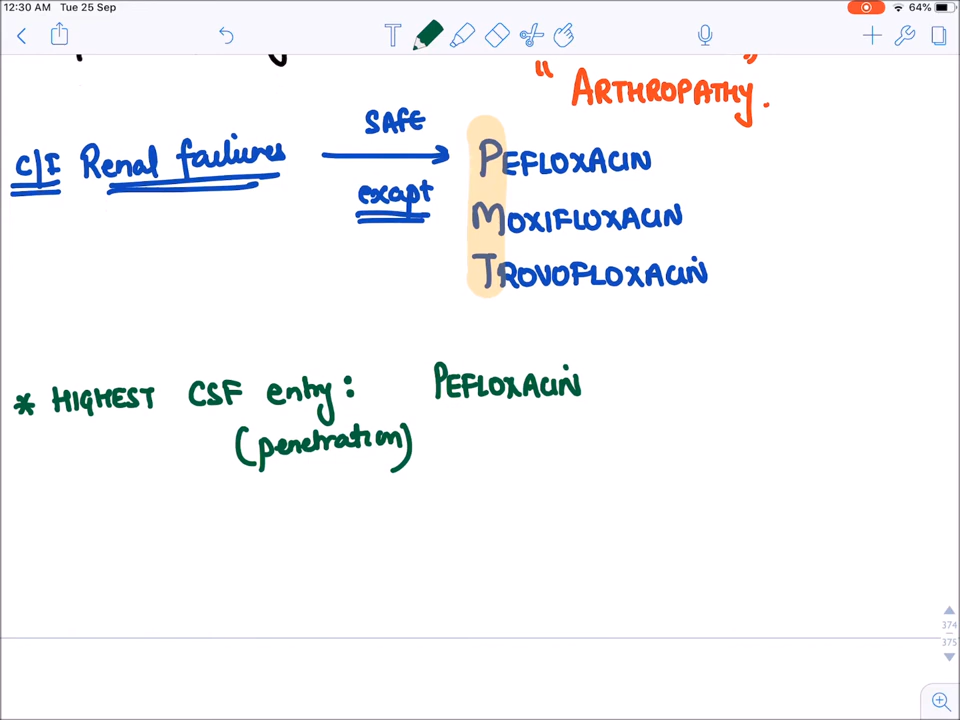 12:30 AM Tue 25 Sep
64%
T
"
"
ARTHROPATHY.
C/I Renal failures
SAFE
exapt
PEFLOXACIN
MOXIFLOXACIN
TROVOFLOXACIN
* HIGHEST CSF entry: PEFLOXACIN
(penetration)
374
375